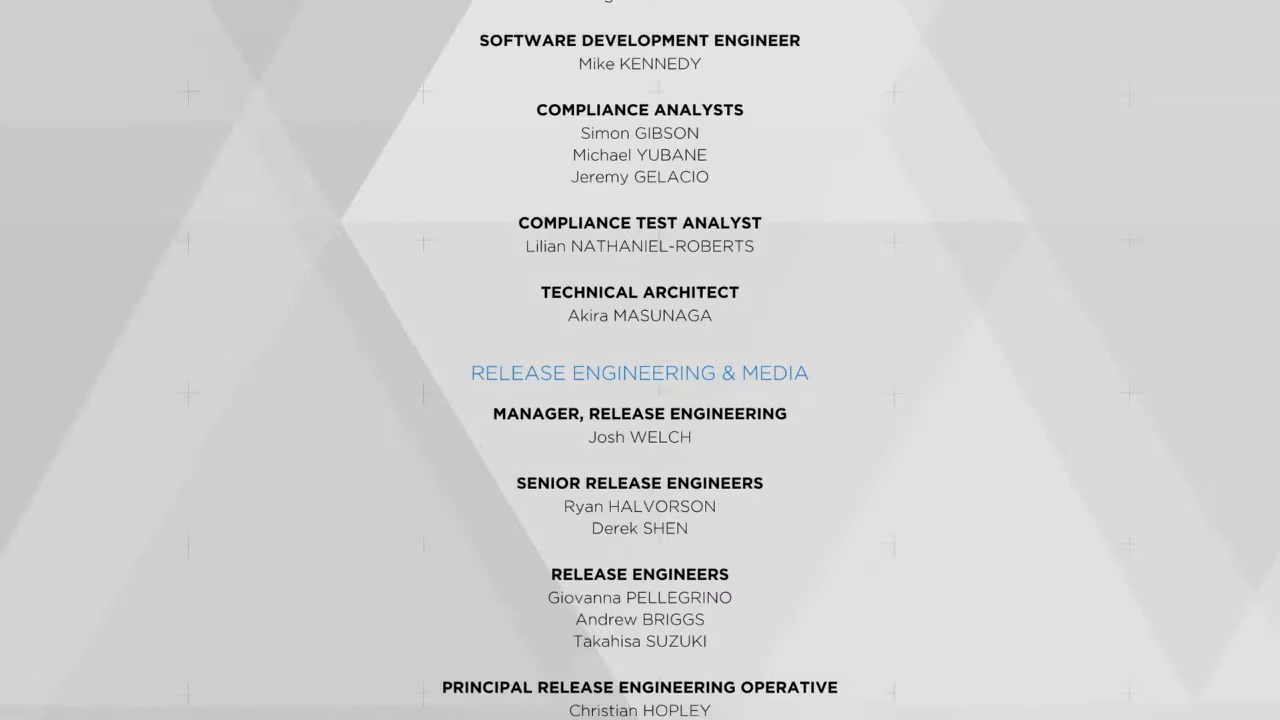 SOFTWARE DEVELOPMENT ENGINEER
Mike KENNEDY
COMPLIANCE ANALYSTS
Simon GIBSON
Michael YUBANE
Jeremy GELACIO
COMPLIANCE TEST ANALYST
Lilian NATHANIEL-ROBERTS
TECHNICAL ARCHITECT
Akira MASUNAGA
RELEASE ENGINEERING & MEDIA
MANAGER, RELEASE ENGINEERING
Josh WELCH
SENIOR RELEASE ENGINEERS
Ryan HALVORSON
Derek SHEN
RELEASE ENGINEERS
Giovanna PELLEGRINO
Andrew BRIGGS
Takahisa SUZUKI
PRINCIPAL RELEASE ENGINEERING OPERATIVE
Christian HOPLEY